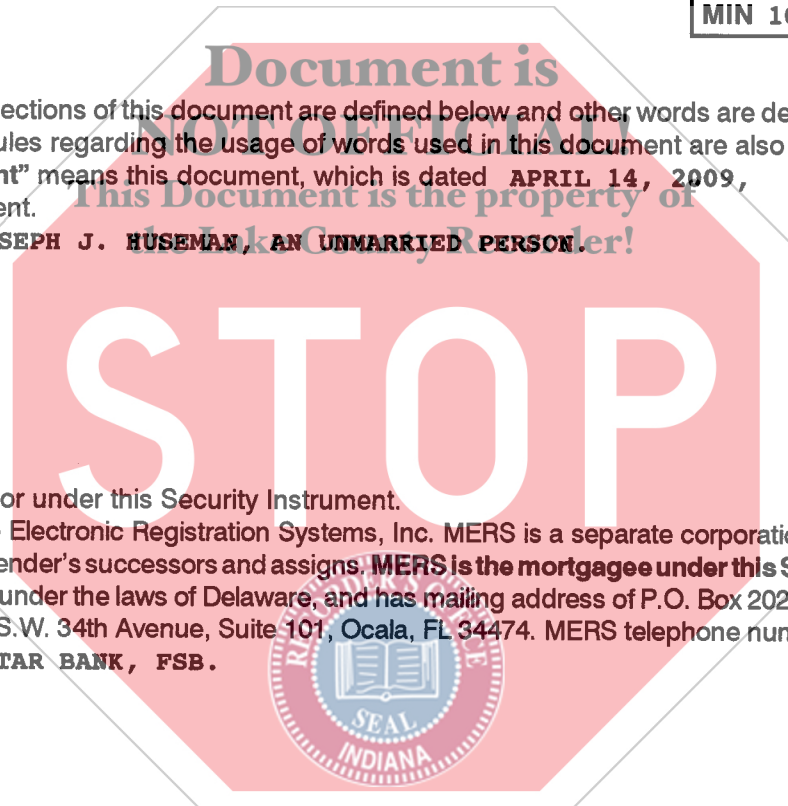 MIN 10
Document is
ections of this document are defined below and other words are de
NOT OFFICIAL!
ules regarding the usage of words used in this document are also
nt” means this document, which is dated APRIL 14, 2009,
This Document is the property of
ent.
SEPH J. HUSEMAN, AN UNMARRIED PERSON.
the Lake County Recorder!
STOP
or under this Security Instrument.
Electronic Registration Systems, Inc. MERS is a separate corporati
ender's successors and assigns. MERS is the mortgagee under this S
under the laws of Delaware, and has mailing address of P.O. Box 202
S.W. 34th Avenue, Suite 101, Ocala, FL 34474. MERS telephone num
TAR BANK, FSB.
RECORDER'S OFFICE
SEAL
INDIANA